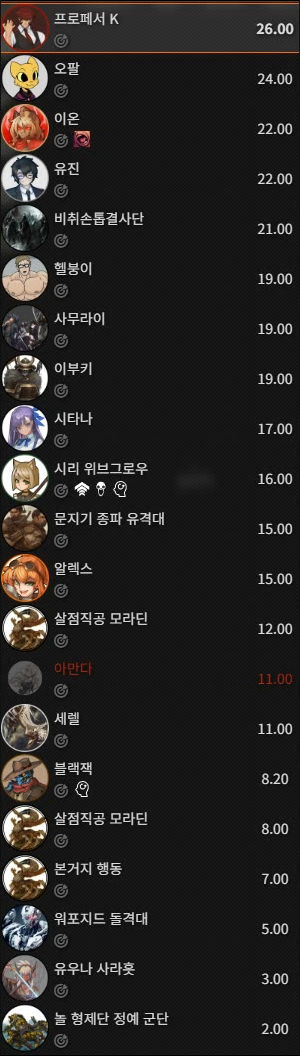 프로페서 K
26.00
오팔
24.00
이온
22.00
유진
22.00
비취손톱결사단
21.00
헬붕이
19.00
사무라이
19.00
이부키
19.00
시타나
17.00
시리 위브그로우
16.00
문지기 종파 유격대
15.00
알렉스
15.00
살점직공 모라딘
12.00
아만다
11.00
세렐
11.00
블랙잭
8.20
살점직공 모라딘
8.00
본거지 행동
7.00
워포지드 돌격대
5.00
유우나 사라홋
3.00
놀 형제단 정예 군단
2.00